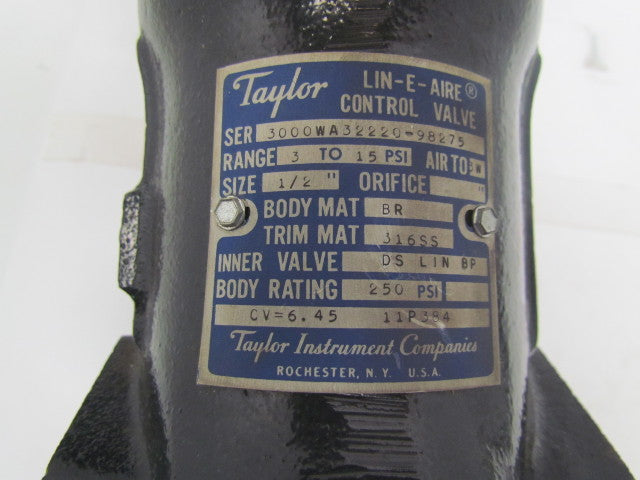 Taylor LIN-E-AIRE®
CONTROL VALVE
SER 3000WA32220-98275
RANGE 3 TO 15 PSI AIR TO
SIZE 1/2 " ORIFICE "
BODY MAT BR
TRIM MAT 316SS
INNER VALVE DS LIN BP
BODY RATING 250 PSI
CV=6.45 11P384
Taylor Instrument Companies
ROCHESTER, N.Y. U.S.A.